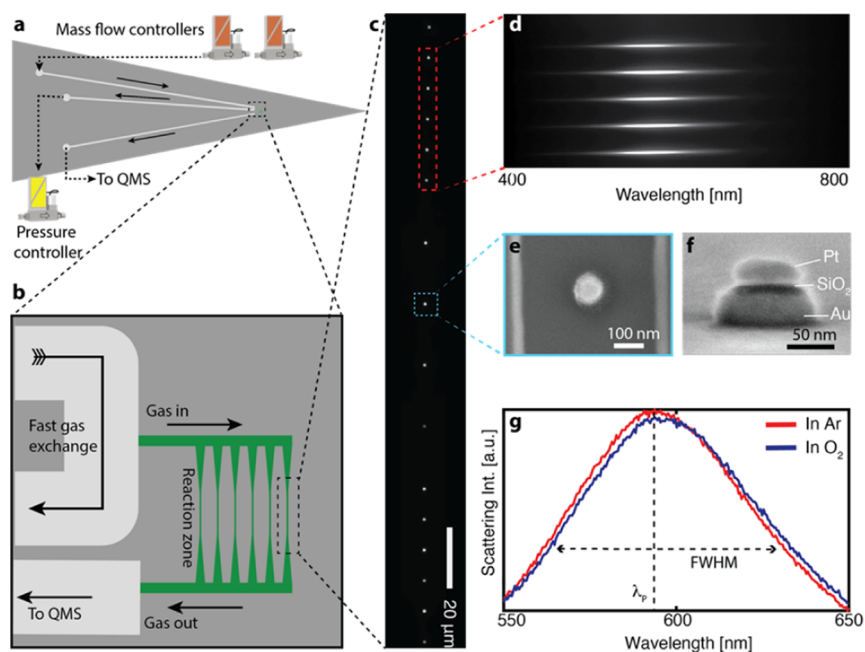 a
Mass flow controllers
To QMS
Pressure
controller
b
Fast gas
exchange
Gas in
Reaction zone
To QMS
Gas out
c
20 μm
d
400
800
Wavelength [nm]
e
100 nm
f
Pt
SiO2
Au
50 nm
g
In Ar
In O2
Scattering Int. [a.u.]
FWHM
λp
550
600
650
Wavelength [nm]